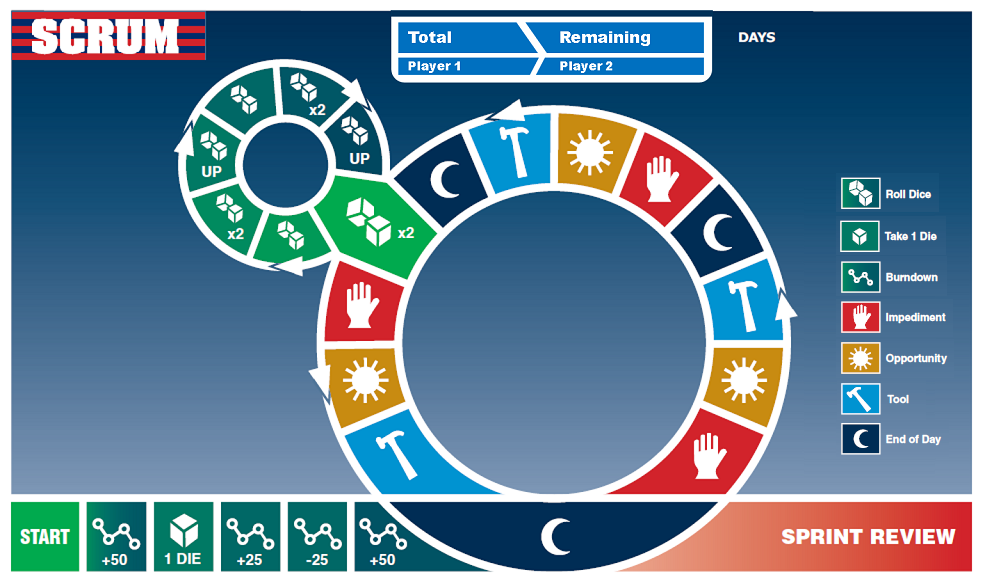 SCRUM
Total Remaining
DAYS
Player 1 Player 2
x2
UP
UP
x2
x2
Roll Dice
Take 1 Die
Burndown
Impediment
Opportunity
Tool
End of Day
START
+50
1 DIE
+25
-25
+50
SPRINT REVIEW